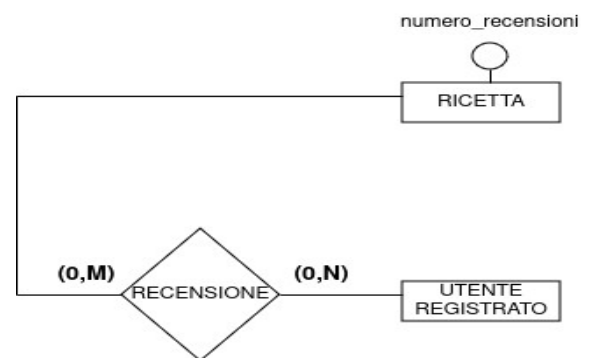 numero_recensioni
RICETTA
(0,M)
RECENSIONE
(0,N)
UTENTE
REGISTRATO